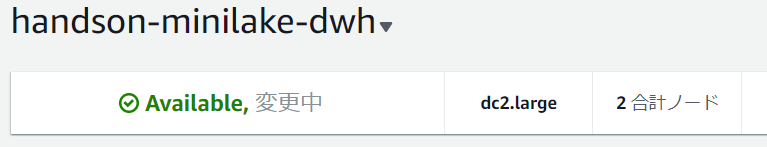 handson-minilake-dwh
Available, 変更中
dc2.large
2 合計ノード